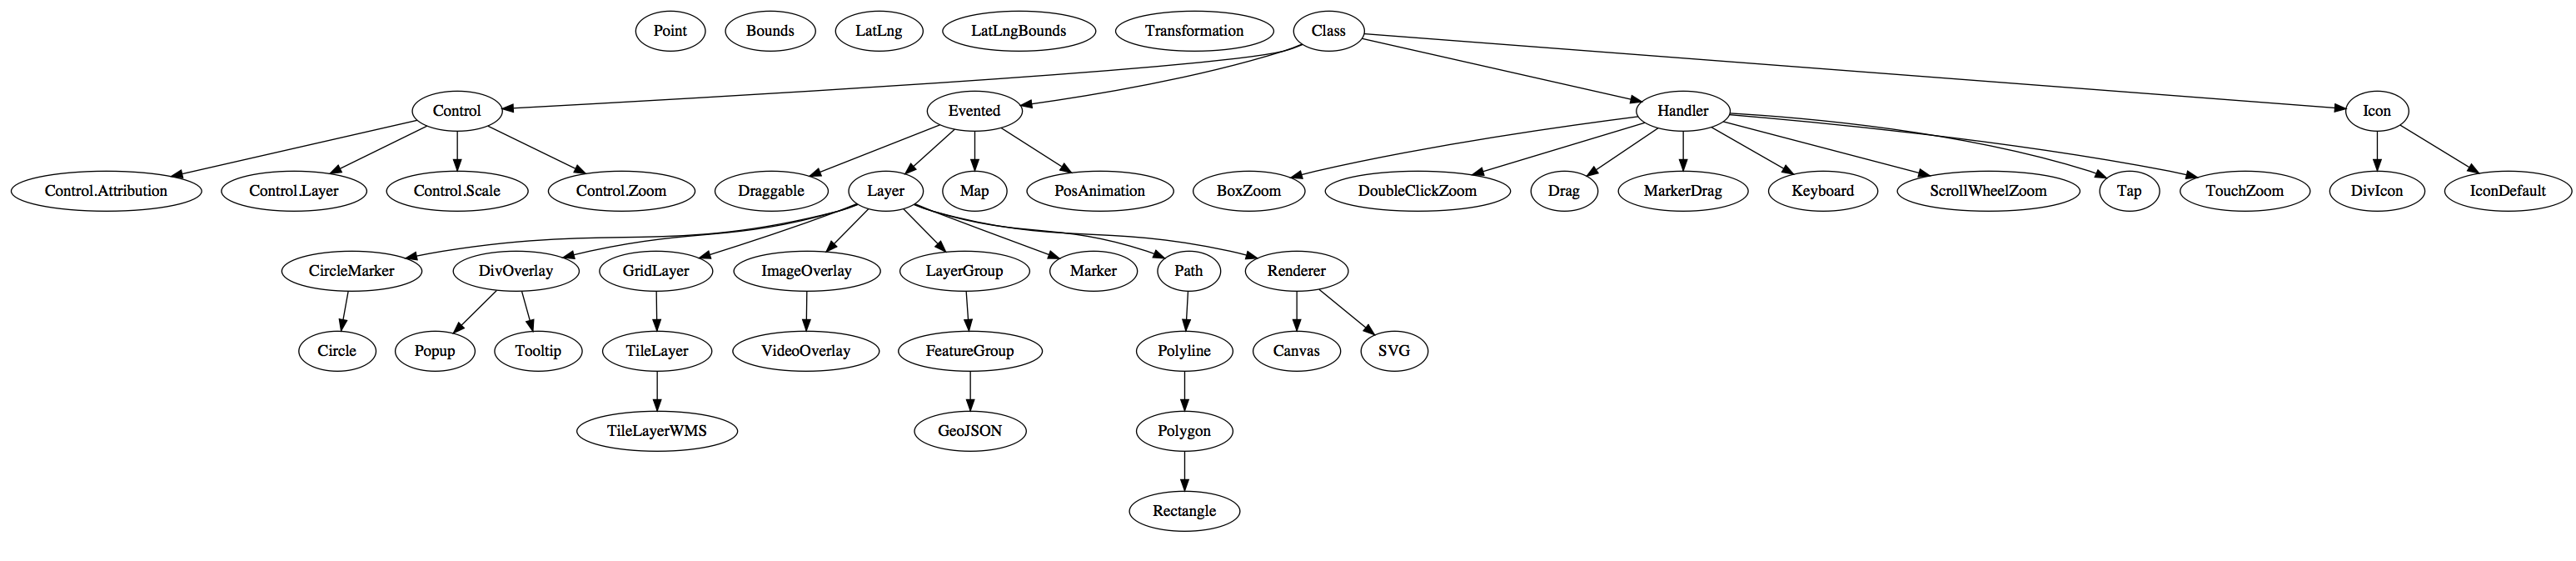 Point Bounds LatLng LatLngBounds Transformation Class
Control Evented Handler Icon
Control.Attribution Control.Layer Control.Scale Control.Zoom Draggable Layer Map PosAnimation BoxZoom DoubleClickZoom Drag MarkerDrag Keyboard ScrollWheelZoom Tap TouchZoom DivIcon IconDefault
CircleMarker DivOverlay GridLayer ImageOverlay LayerGroup Marker Path Renderer
Circle Popup Tooltip TileLayer VideoOverlay FeatureGroup Polyline Canvas SVG
TileLayerWMS GeoJSON Polygon
Rectangle